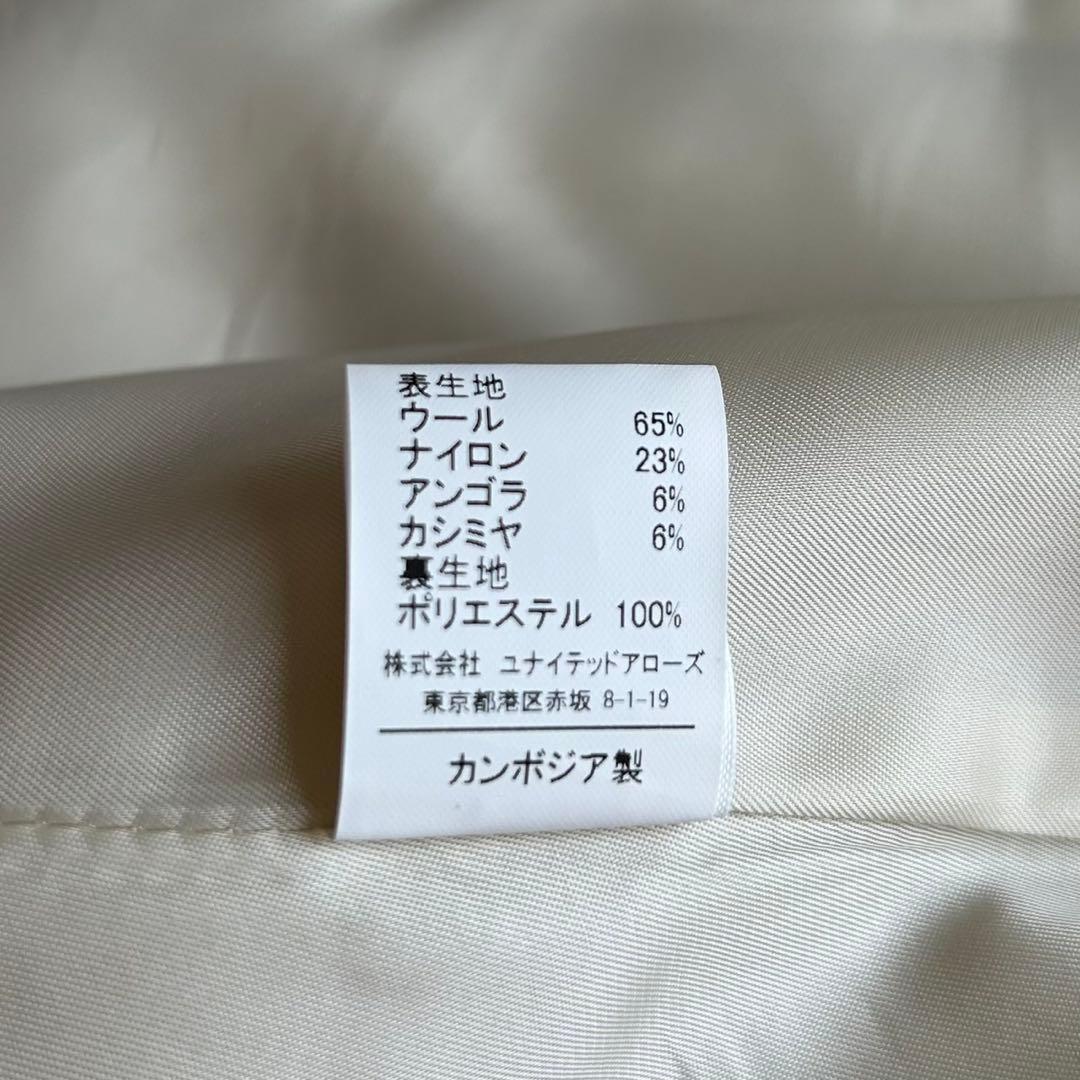 表生地
ウール 65%
ナイロン 23%
アンゴラ 6%
カシミヤ 6%
裏生地
ポリエステル 100%
株式会社 ユナイテッドアローズ
東京都港区赤坂 8-1-19
カンボジア製